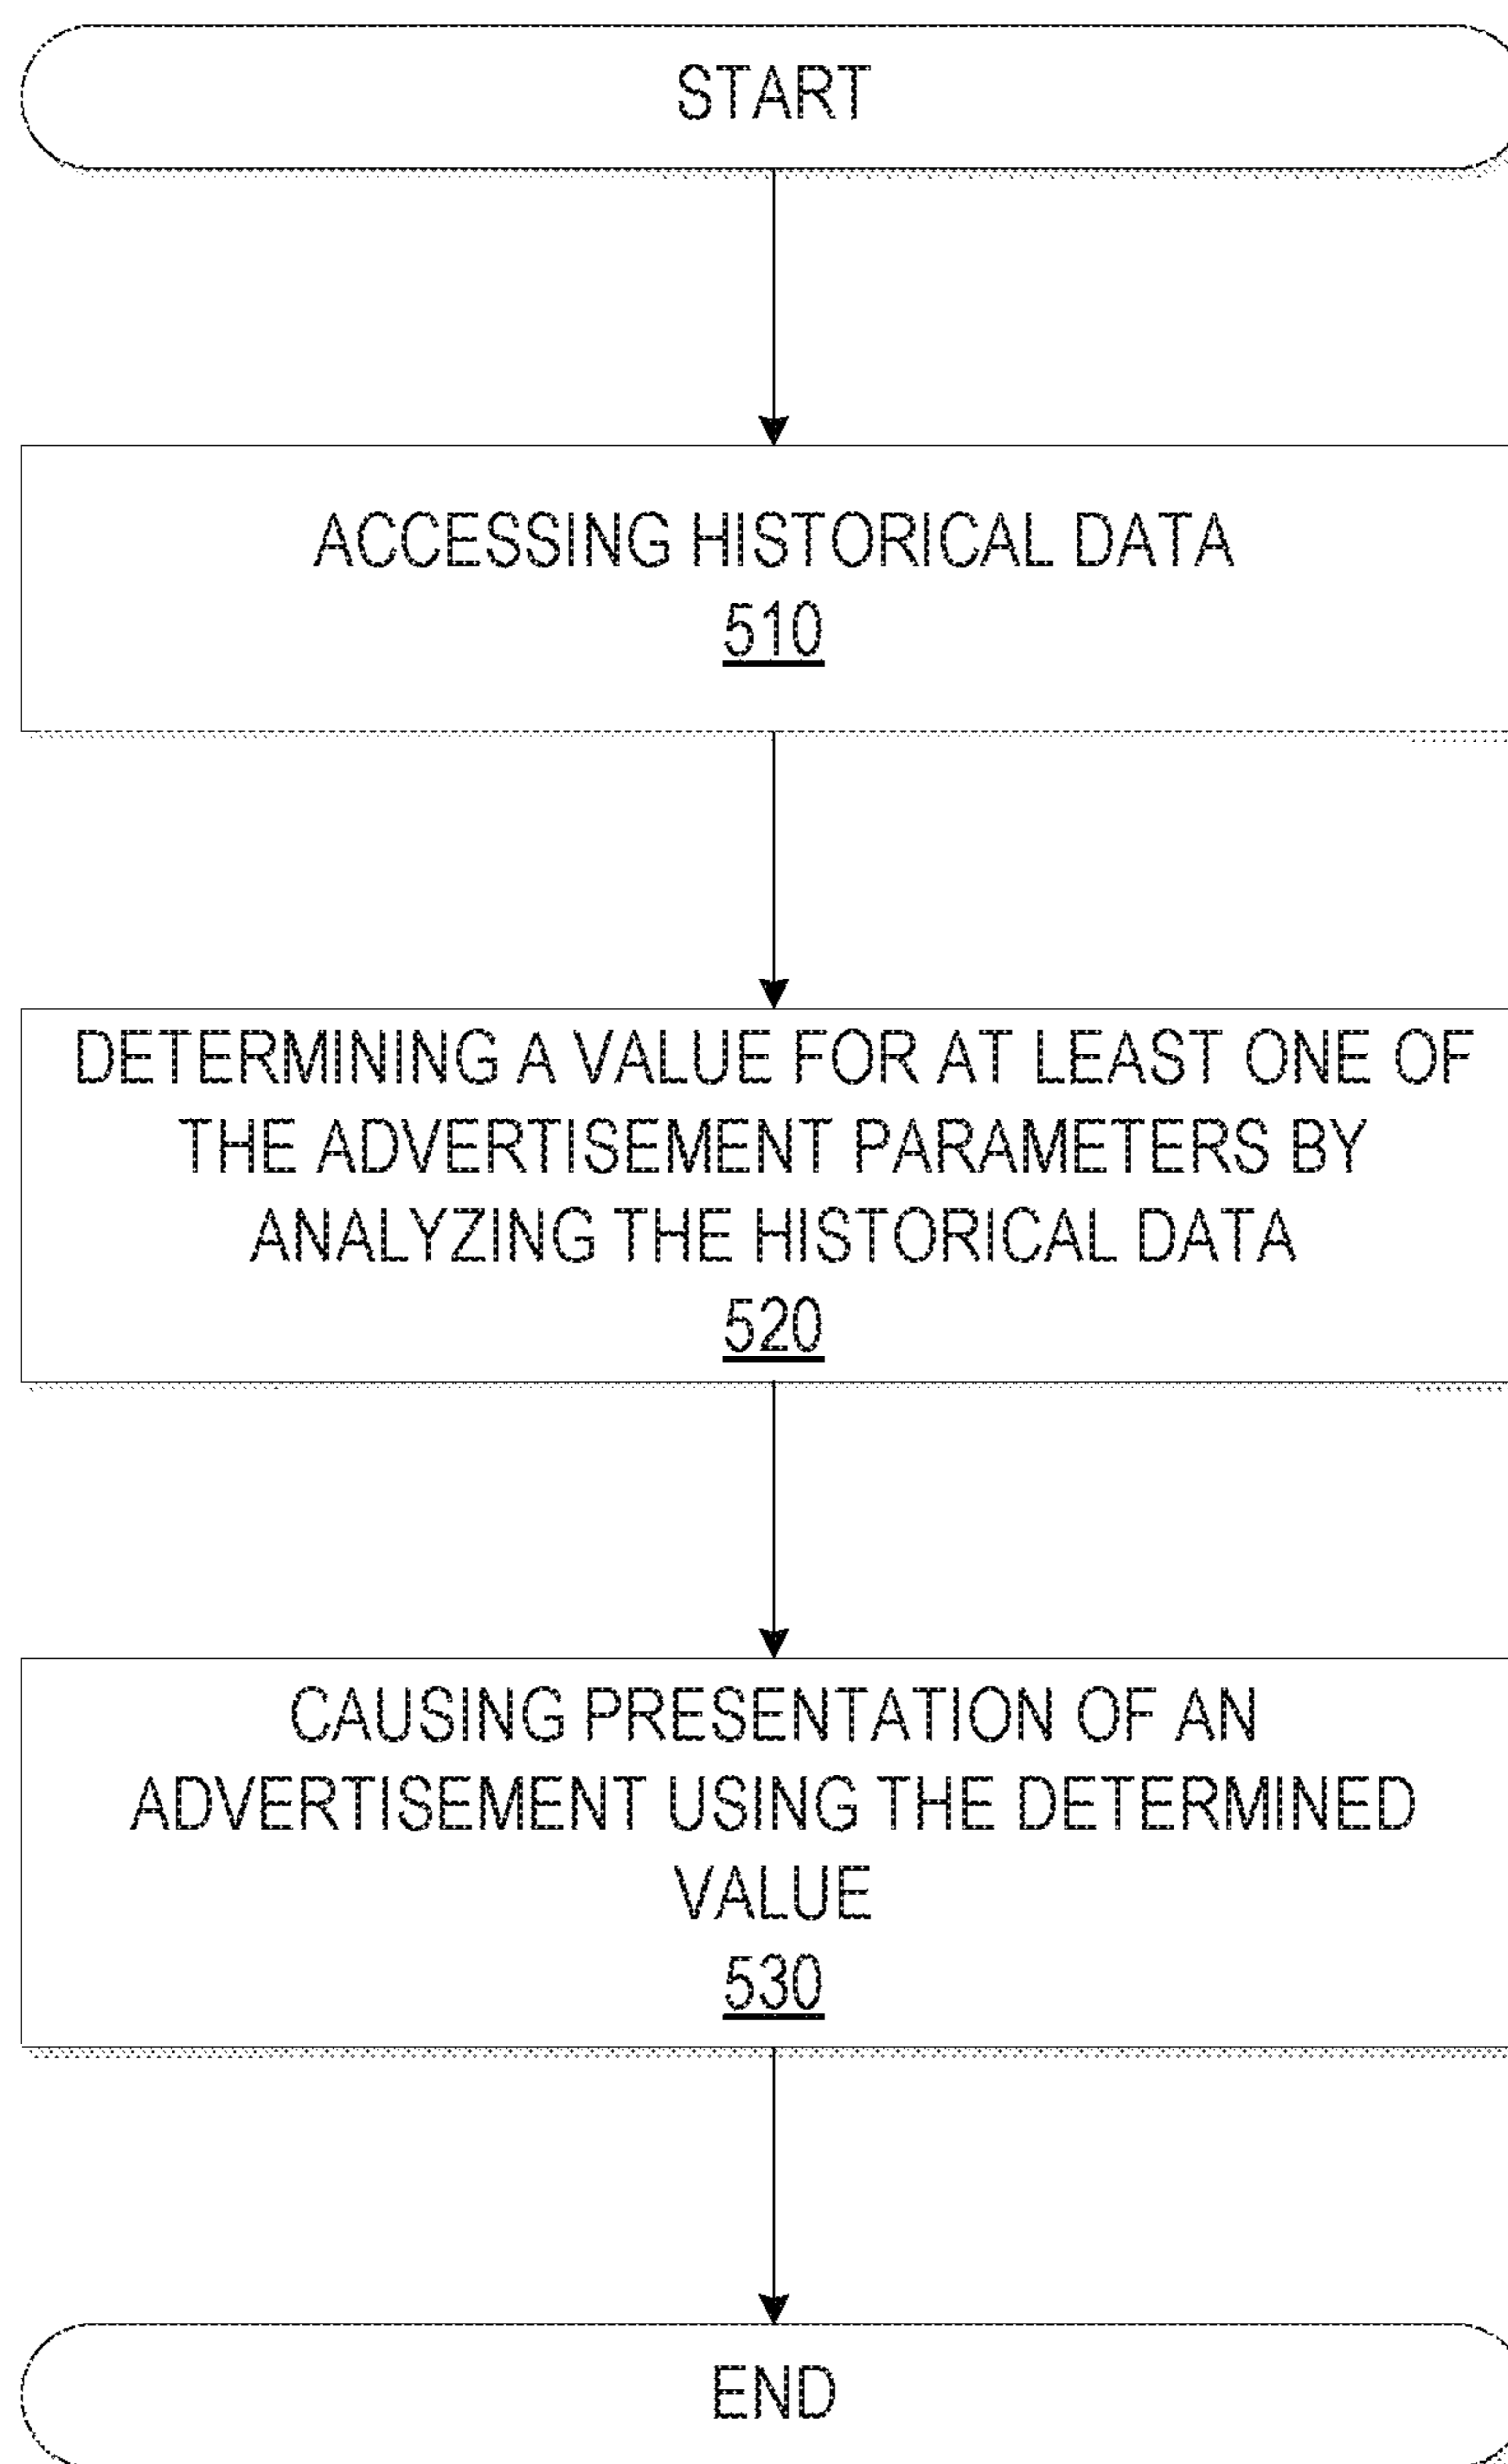 START
ACCESSING HISTORICAL DATA
510
DETERMINING A VALUE FOR AT LEAST ONE OF
THE ADVERTISEMENT PARAMETERS BY
ANALYZING THE HISTORICAL DATA
520
CAUSING PRESENTATION OF AN
ADVERTISEMENT USING THE DETERMINED
VALUE
530
END